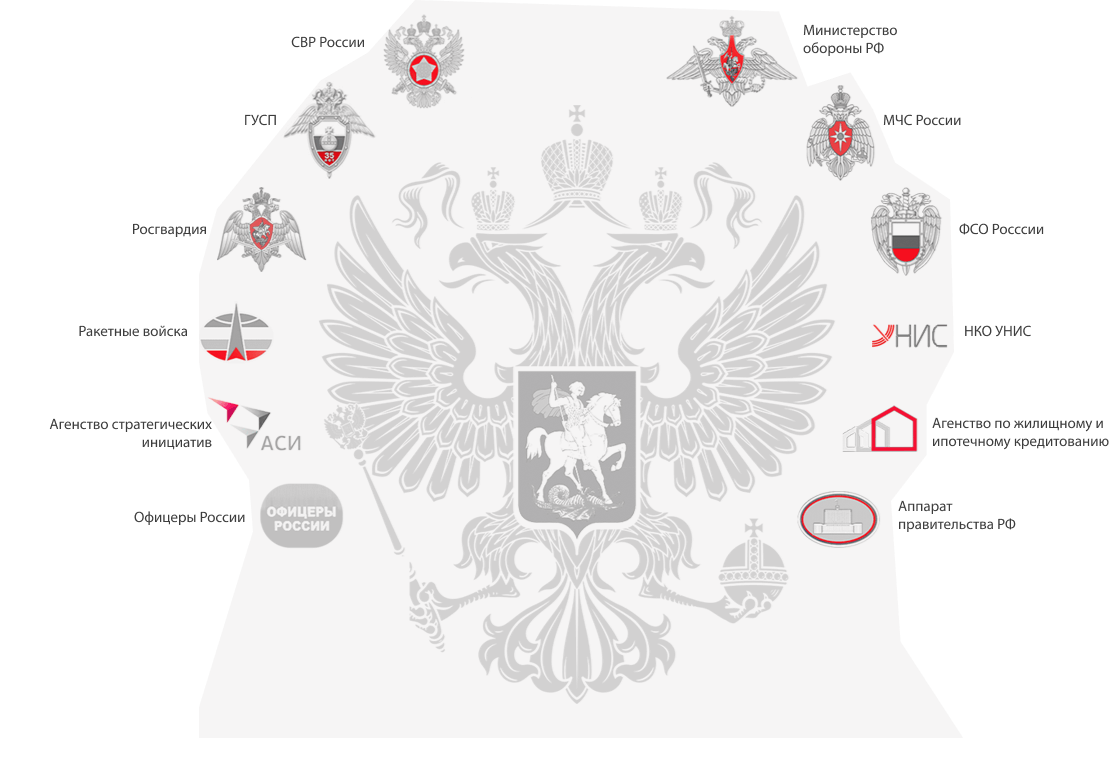 СВР России
Министерство
обороны РФ
ГУСП
35
МЧС России
Росгвардия
ФСО Росссии
Ракетные войска
УНИС
НКО УНИС
Агенство стратегических
инициатив
АСИ
Агенство по жилищному и
ипотечному кредитованию
Офицеры России
ОФИЦЕРЫ
РОССИИ
Аппарат
правительства РФ